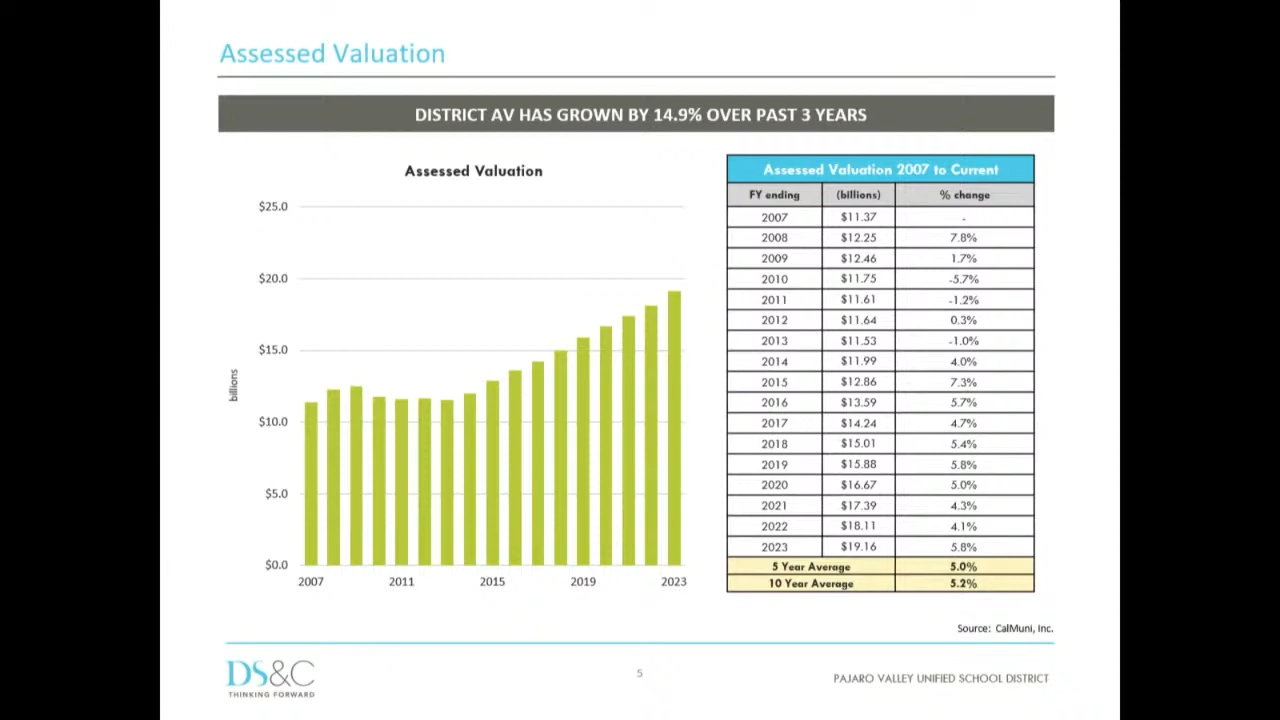 Assessed Valuation
DISTRICT AV HAS GROWN BY 14.9% OVER PAST 3 YEARS
Assessed Valuation
$25.0
$20.0
$15.0
$10.0
$5.0
$0.0
billions
2007 2011 2015 2019 2023
Assessed Valuation 2007 to Current
FY ending (billions) % change
2007 $11.37 -
2008 $12.25 7.8%
2009 $12.46 1.7%
2010 $11.75 -5.7%
2011 $11.61 -1.2%
2012 $11.64 0.3%
2013 $11.53 -1.0%
2014 $11.99 4.0%
2015 $12.86 7.3%
2016 $13.59 5.7%
2017 $14.24 4.7%
2018 $15.01 5.4%
2019 $15.88 5.8%
2020 $16.67 5.0%
2021 $17.39 4.3%
2022 $18.11 4.1%
2023 $19.16 5.8%
5 Year Average 5.0%
10 Year Average 5.2%
Source: CalMuni, Inc.
DS&C
THINKING FORWARD
5
PAJARO VALLEY UNIFIED SCHOOL DISTRICT